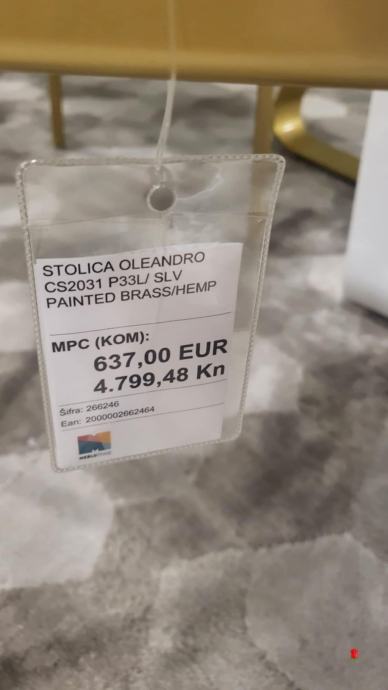 STOLICA OLEANDRO
CS2031 P33L/ SLV
PAINTED BRASS/HEMP
MPC (KOM):
637,00 EUR
4.799,48 Kn
Šifra: 266246
Ean: 2000002662464